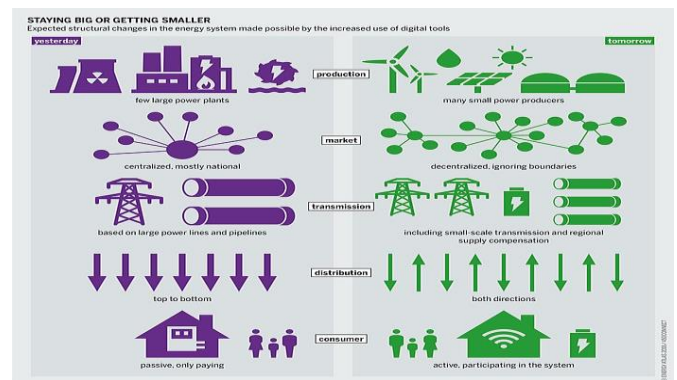 STAYING BIG OR GETTING SMALLER
Expected structural changes in the energy system made possible by the increased use of digital tools
yesterday
tomorrow
production
few large power plants
many small power producers
market
centralized, mostly national
decentralized, ignoring boundaries
transmission
based on large power lines and pipelines
including small-scale transmission and regional
supply compensation
distribution
top to bottom
both directions
consumer
passive, only paying
active, participating in the system